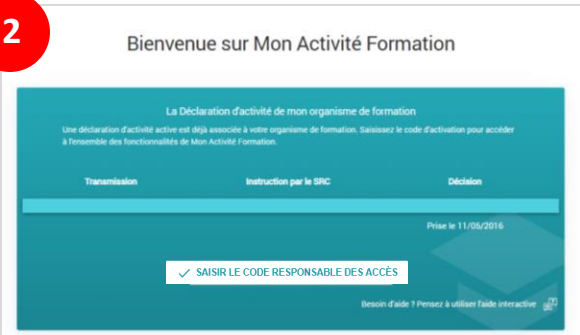 2
Bienvenue sur Mon Activité Formation
La Déclaration d'activité de mon organisme de formation
Une déclaration d'activité active est déjà associée à votre organisme de formation. Saisissez le code d'activation pour accéder
à l'ensemble des fonctionnalités de Mon Activité Formation.
Transmission Instruction par le SRC Décision
Prise le 11/05/2016
SAISIR LE CODE RESPONSABLE DES ACCÈS
Besoin d'aide ? Pensez à utiliser l'aide interactive